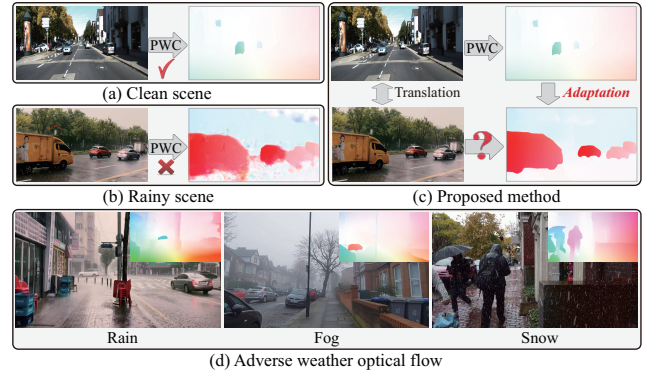 PWC
(a) Clean scene
PWC
(b) Rainy scene
PWC
Translation
Adaptation
?
(c) Proposed method
Rain
Fog
Snow
(d) Adverse weather optical flow